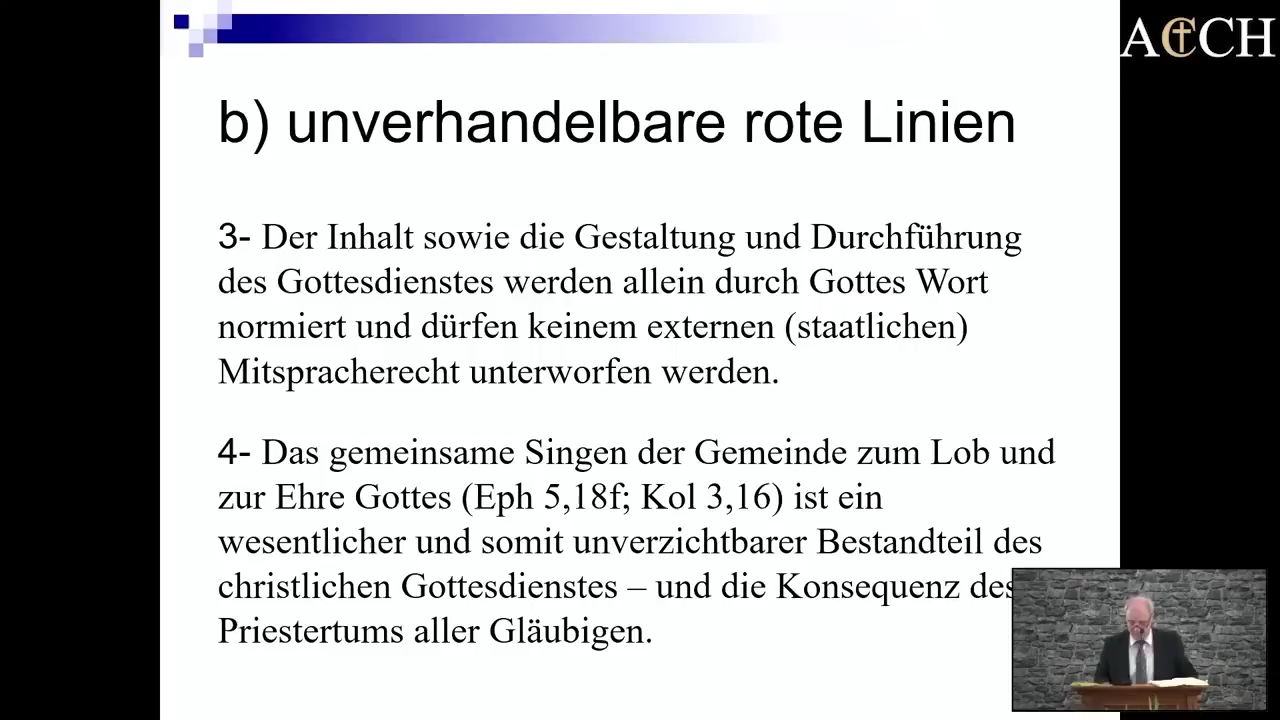 ACCH
b) unverhandelbare rote Linien
3- Der Inhalt sowie die Gestaltung und Durchführung
des Gottesdienstes werden allein durch Gottes Wort
normiert und dürfen keinem externen (staatlichen)
Mitspracherecht unterworfen werden.
4- Das gemeinsame Singen der Gemeinde zum Lob und
zur Ehre Gottes (Eph 5,18f; Kol 3,16) ist ein
wesentlicher und somit unverzichtbarer Bestandteil des
christlichen Gottesdienstes – und die Konsequenz des
Priestertums aller Gläubigen.